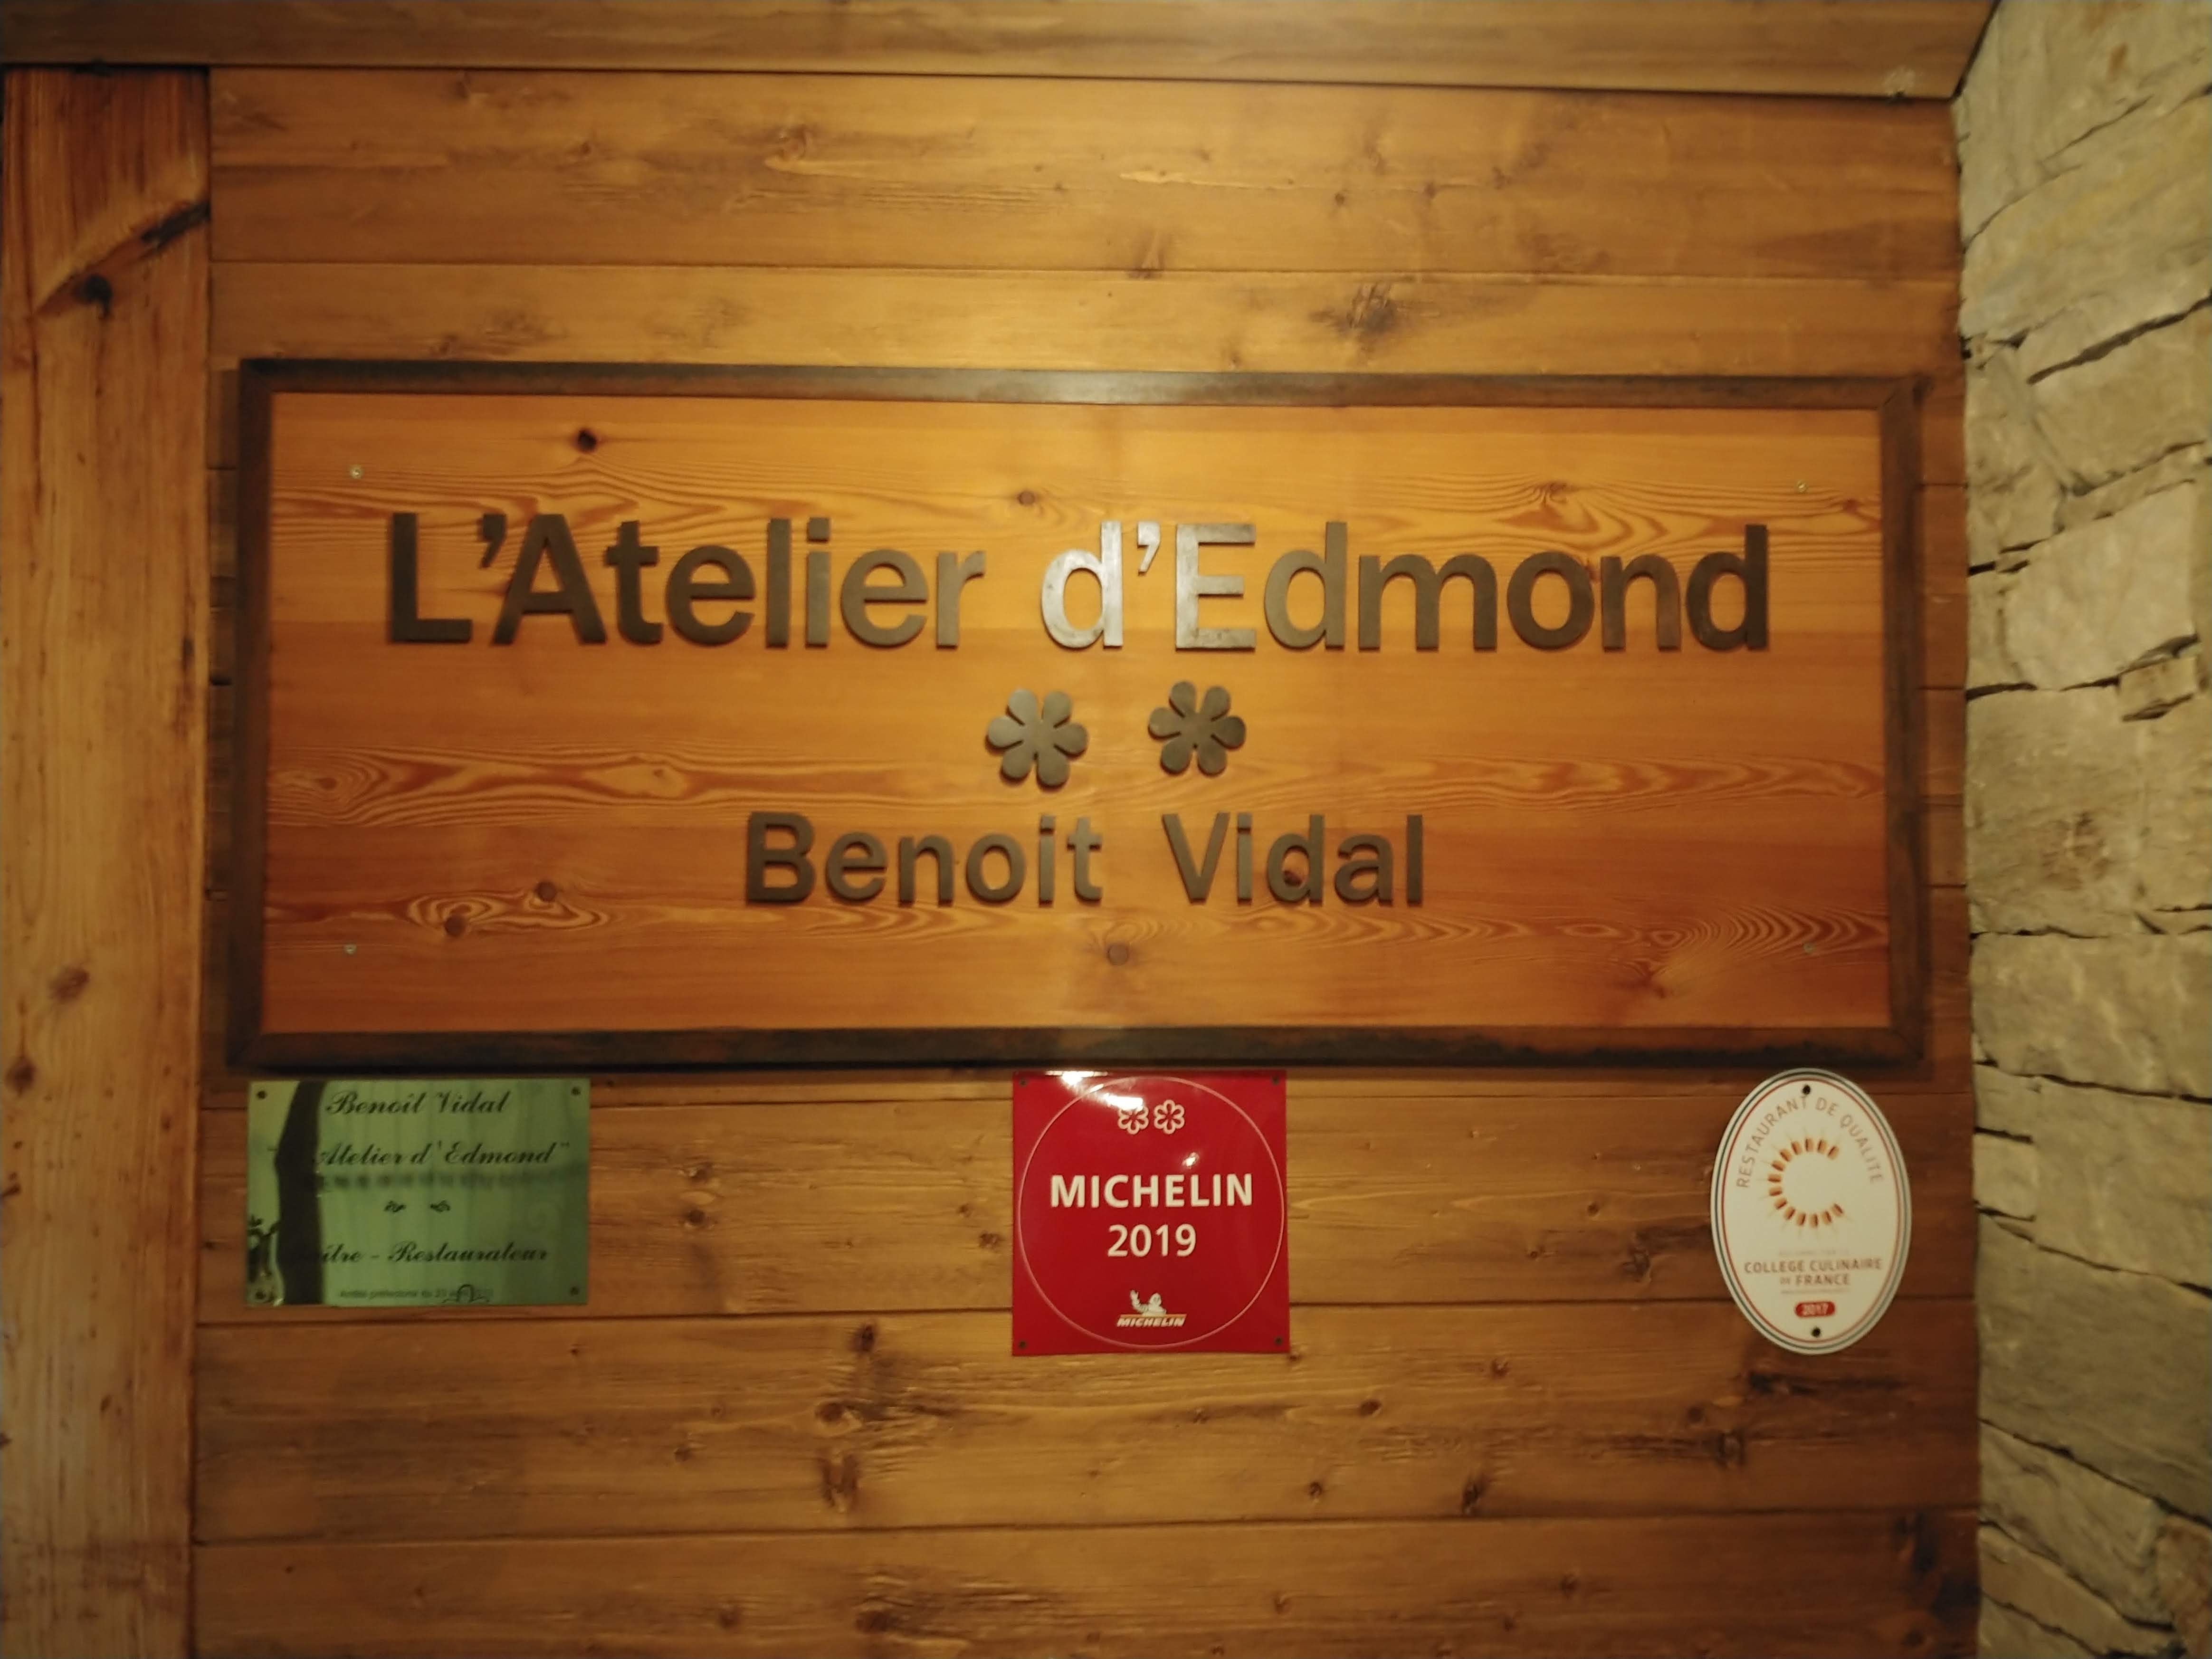 L'Atelier d'Edmond
Benoit Vidal
Benoit Vidal
Atelier d'Edmond"
- Restaurateur
MICHELIN
2019
MICHELIN
RESTAURANT DE QUALITÉ
COLLEGE CULINAIRE
DE FRANCE
2017